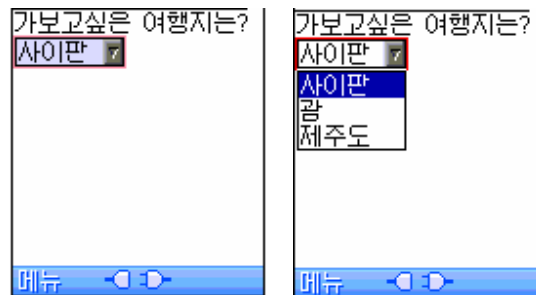 가보고싶은 여행지는?
사이판
메뉴
가보고싶은 여행지는?
사이판
사이판
괌
제주도
메뉴